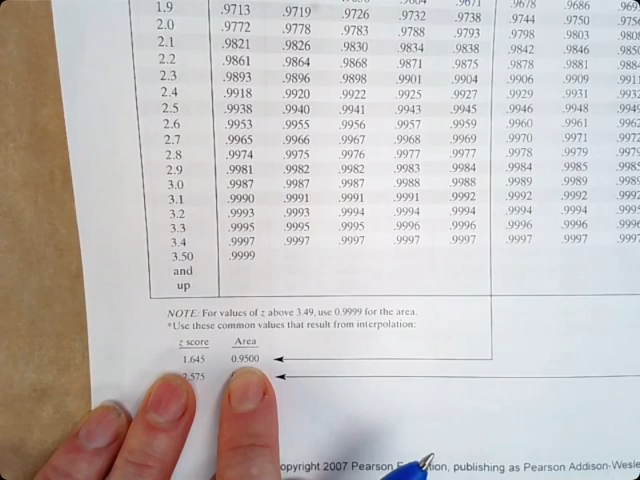 1.9 .9713 .9719 .9726 .9732 .9738 .9744 .9750
2.0 .9772 .9778 .9783 .9788 .9793 .9798 .9803
2.1 .9821 .9826 .9830 .9834 .9838 .9842 .9846
2.2 .9861 .9864 .9868 .9871 .9875 .9878 .9881
2.3 .9893 .9896 .9898 .9901 .9904 .9906 .9909
2.4 .9918 .9920 .9922 .9925 .9927 .9929 .9931
2.5 .9938 .9940 .9941 .9943 .9945 .9946 .9948
2.6 .9953 .9955 .9956 .9957 .9959 .9960 .9961
2.7 .9965 .9966 .9967 .9968 .9969 .9970 .9971
2.8 .9974 .9975 .9976 .9977 .9977 .9978 .9979
2.9 .9981 .9982 .9982 .9983 .9984 .9984 .9985
3.0 .9987 .9987 .9987 .9988 .9988 .9989 .9989
3.1 .9990 .9991 .9991 .9991 .9992 .9992 .9992
3.2 .9993 .9993 .9994 .9994 .9994 .9994 .9994
3.3 .9995 .9995 .9995 .9996 .9996 .9996 .9996
3.4 .9997 .9997 .9997 .9997 .9997 .9997 .9997
3.50 .9999
and
up
NOTE: For values of z above 3.49, use 0.9999 for the area.
*Use these common values that result from interpolation:
z score Area
1.645 0.9500
2.575
2007 Pearson publishing as Pearson